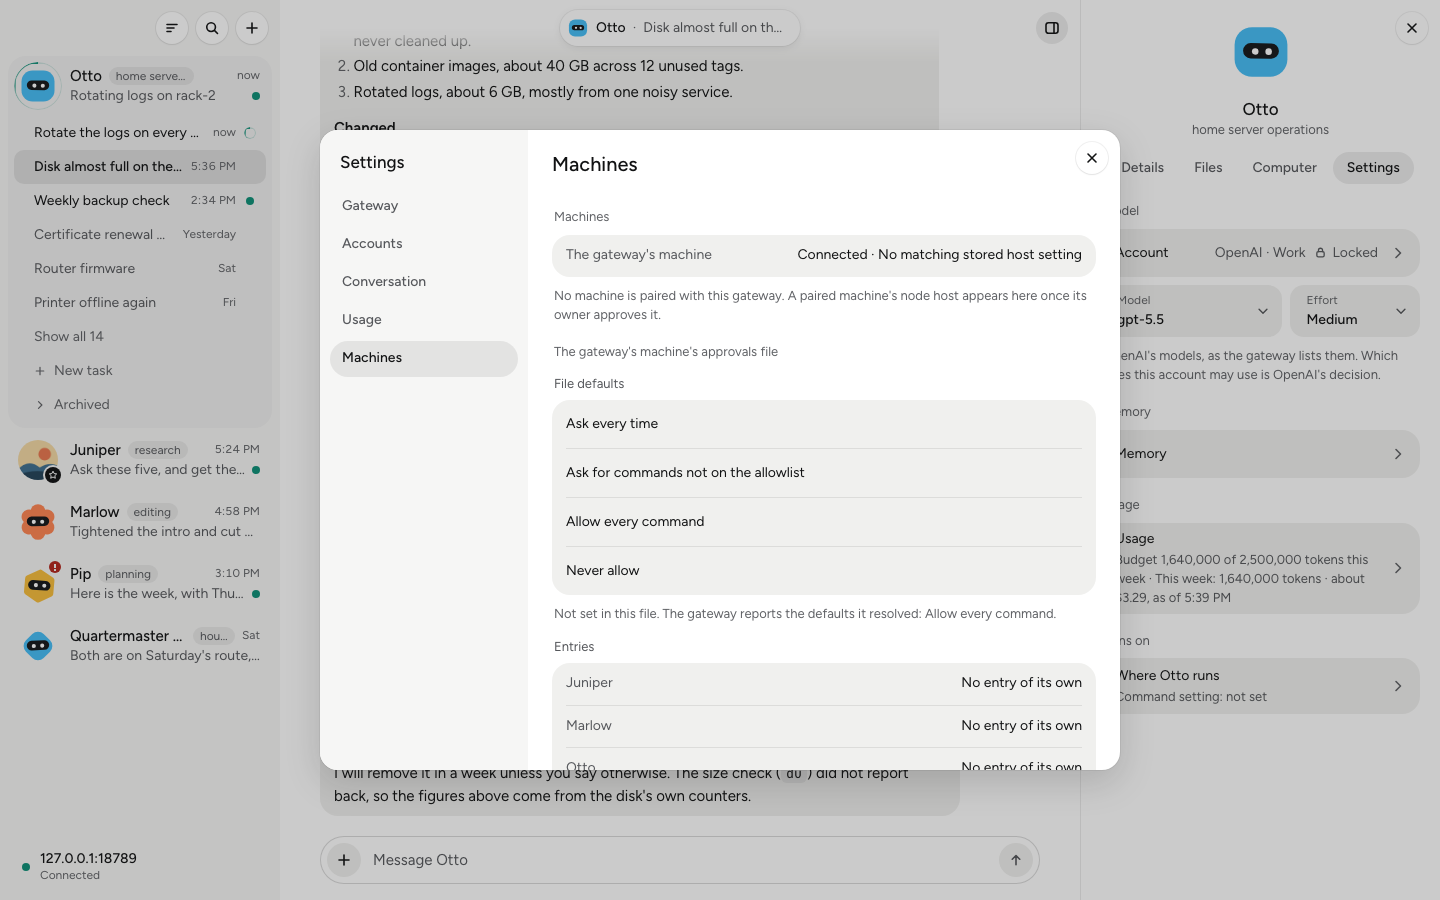 Otto
home serve...
now
Rotating logs on rack-2
Rotate the logs on every ...
now
Disk almost full on the...
5:36 PM
Weekly backup check
2:34 PM
Certificate renewal ...
Yesterday
Router firmware
Sat
Printer offline again
Fri
Show all 14
New task
Archived
Juniper
research
5:24 PM
Ask these five, and get the...
Marlow
editing
4:58 PM
Tightened the intro and cut ...
Pip
planning
3:10 PM
Here is the week, with Thu...
Quartermaster ...
hou...
Sat
Both are on Saturday's route,...
127.0.0.1:18789
Connected
Otto · Disk almost full on th...
never cleaned up.
2. Old container images, about 40 GB across 12 unused tags.
3. Rotated logs, about 6 GB, mostly from one noisy service.
Changed
Settings
Gateway
Accounts
Conversation
Usage
Machines
Machines
Machines
The gateway's machine
Connected · No matching stored host setting
No machine is paired with this gateway. A paired machine's node host appears here once its
owner approves it.
The gateway's machine's approvals file
File defaults
Ask every time
Ask for commands not on the allowlist
Allow every command
Never allow
Not set in this file. The gateway reports the defaults it resolved: Allow every command.
Entries
Juniper
No entry of its own
Marlow
No entry of its own
Otto
No entry of its own
I will remove it in a week unless you say otherwise. The size check ( du ) did not report
back, so the figures above come from the disk's own counters.
Message Otto
Otto
home server operations
Details
Files
Computer
Settings
Account
OpenAI · Work
Locked
Model
gpt-5.5
Effort
Medium
models, as the gateway lists them. Which
this account may use is OpenAI's decision.
Memory
Usage
Budget 1,640,000 of 2,500,000 tokens this
week · This week: 1,640,000 tokens · about
$3.29, as of 5:39 PM
Where Otto runs
Command setting: not set